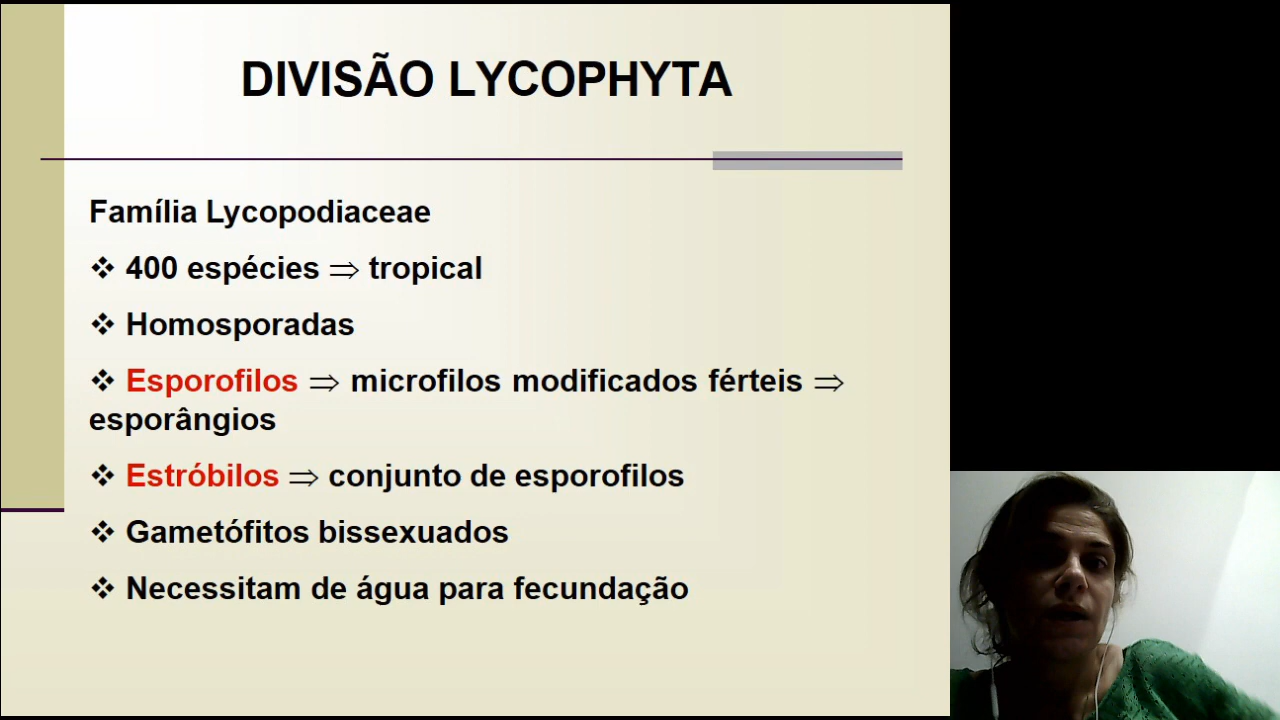 DIVISÃO LYCOPHYTA
Família Lycopodiaceae
❖ 400 espécies ⇒ tropical
❖ Homosporadas
❖ Esporofilos ⇒ microfilos modificados férteis ⇒
esporângios
❖ Estróbilos ⇒ conjunto de esporofilos
❖ Gametófitos bissexuados
❖ Necessitam de água para fecundação